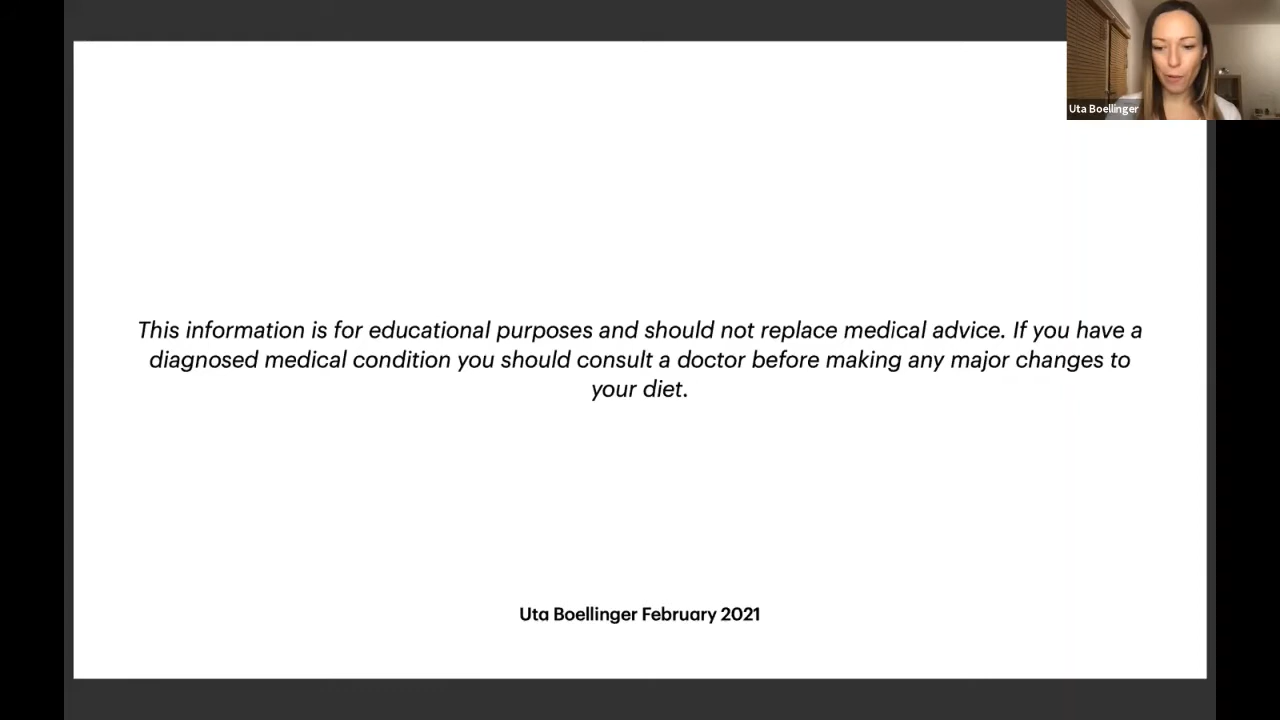 Uta Boellinger
This information is for educational purposes and should not replace medical advice. If you have a
diagnosed medical condition you should consult a doctor before making any major changes to
your diet.
Uta Boellinger February 2021